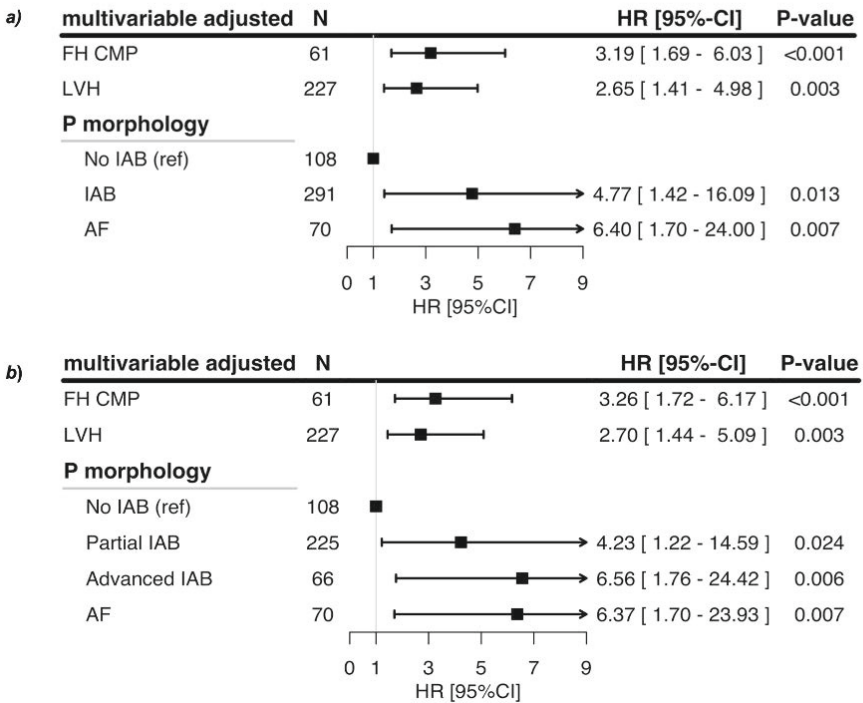 a) multivariable adjusted N HR [95%-CI] P-value
FH CMP 61 3.19 [ 1.69 - 6.03 ] <0.001
LVH 227 2.65 [ 1.41 - 4.98 ] 0.003
P morphology
No IAB (ref) 108
IAB 291 4.77 [ 1.42 - 16.09 ] 0.013
AF 70 6.40 [ 1.70 - 24.00 ] 0.007
0 1 3 5 7 9
HR [95%CI]
b) multivariable adjusted N HR [95%-CI] P-value
FH CMP 61 3.26 [ 1.72 - 6.17 ] <0.001
LVH 227 2.70 [ 1.44 - 5.09 ] 0.003
P morphology
No IAB (ref) 108
Partial IAB 225 4.23 [ 1.22 - 14.59 ] 0.024
Advanced IAB 66 6.56 [ 1.76 - 24.42 ] 0.006
AF 70 6.37 [ 1.70 - 23.93 ] 0.007
0 1 3 5 7 9
HR [95%CI]